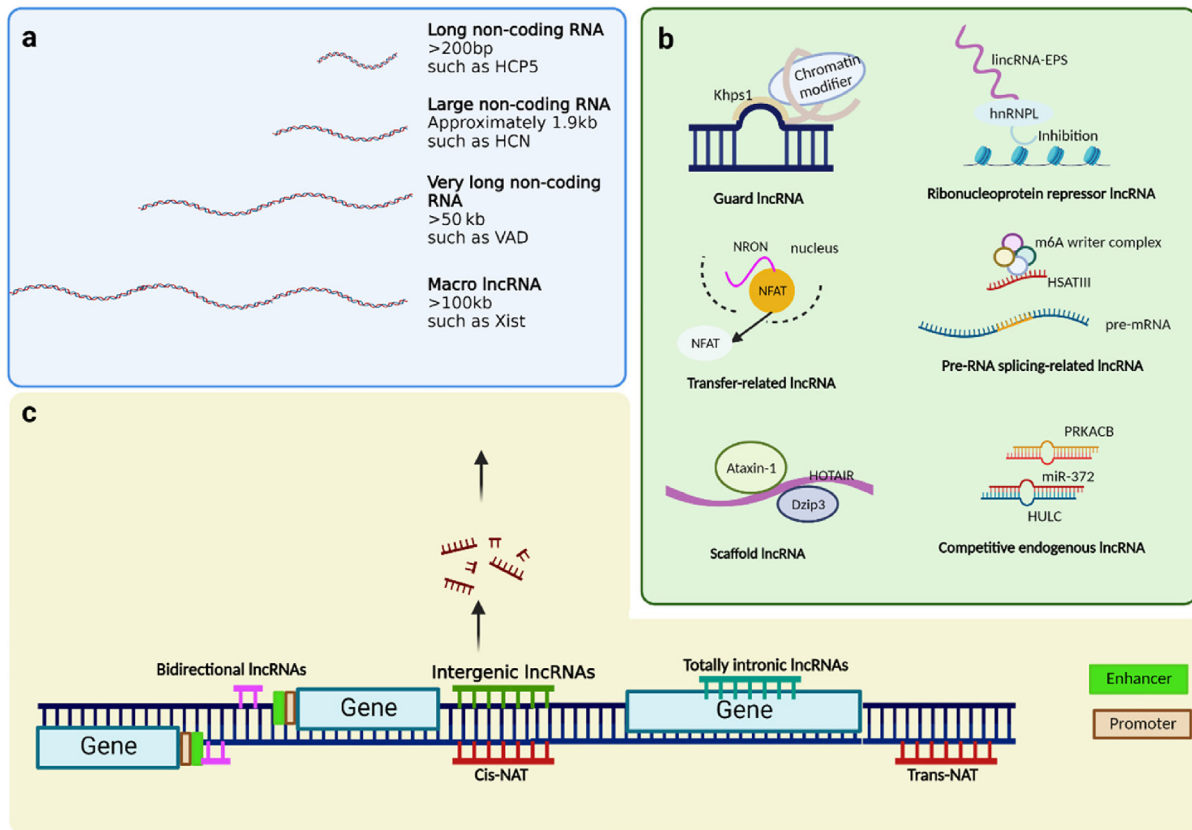 a
Long non-coding RNA
>200bp
such as HCP5
Large non-coding RNA
Approximately 1.9kb
such as HCN
Very long non-coding
RNA
>50 kb
such as VAD
Macro lncRNA
>100kb
such as Xist
b
Khps1
Chromatin
modifier
Guard lncRNA
lincRNA-EPS
hnRNPL
Inhibition
Ribonucleoprotein repressor lncRNA
NRON
nucleus
NFAT
NFAT
Transfer-related lncRNA
m6A writer complex
HSATIII
pre-mRNA
Pre-RNA splicing-related lncRNA
Ataxin-1
HOTAIR
Dzip3
Scaffold lncRNA
PRKACB
miR-372
HULC
Competitive endogenous lncRNA
c
Bidirectional lncRNAs
Intergenic lncRNAs
Totally intronic lncRNAs
Gene
Gene
Gene
Cis-NAT
Trans-NAT
Enhancer
Promoter